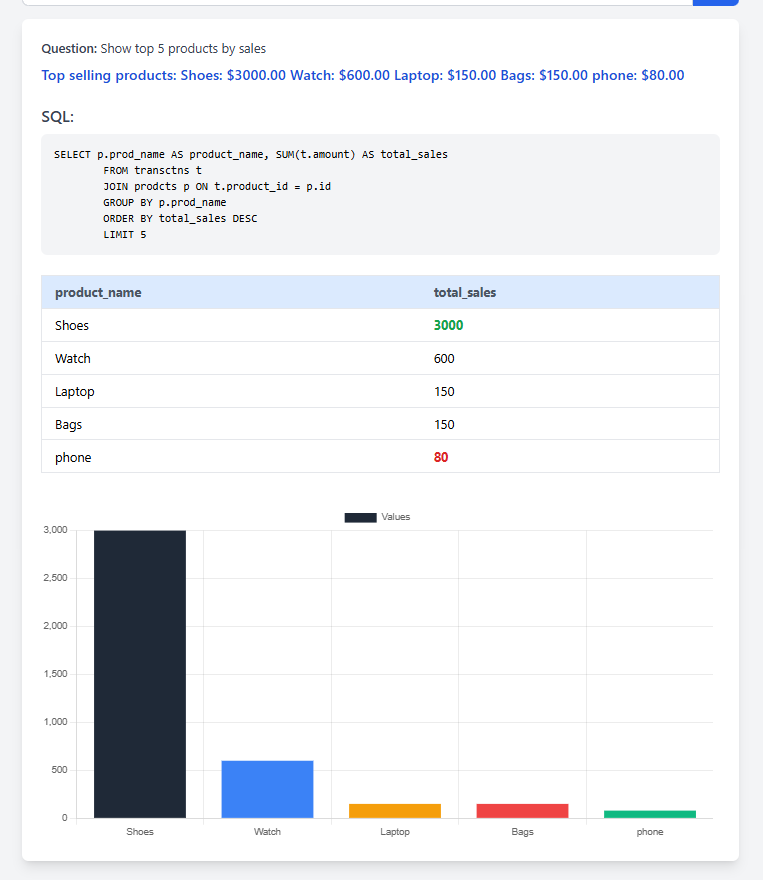 Question: Show top 5 products by sales
Top selling products: Shoes: $3000.00 Watch: $600.00 Laptop: $150.00 Bags: $150.00 phone: $80.00
SQL:
SELECT p.prod_name AS product_name, SUM(t.amount) AS total_sales
FROM transctns t
JOIN prodcts p ON t.product_id = p.id
GROUP BY p.prod_name
ORDER BY total_sales DESC
LIMIT 5
product_name total_sales
Shoes 3000
Watch 600
Laptop 150
Bags 150
phone 80
Values
3,000
2,500
2,000
1,500
1,000
500
0
Shoes Watch Laptop Bags phone